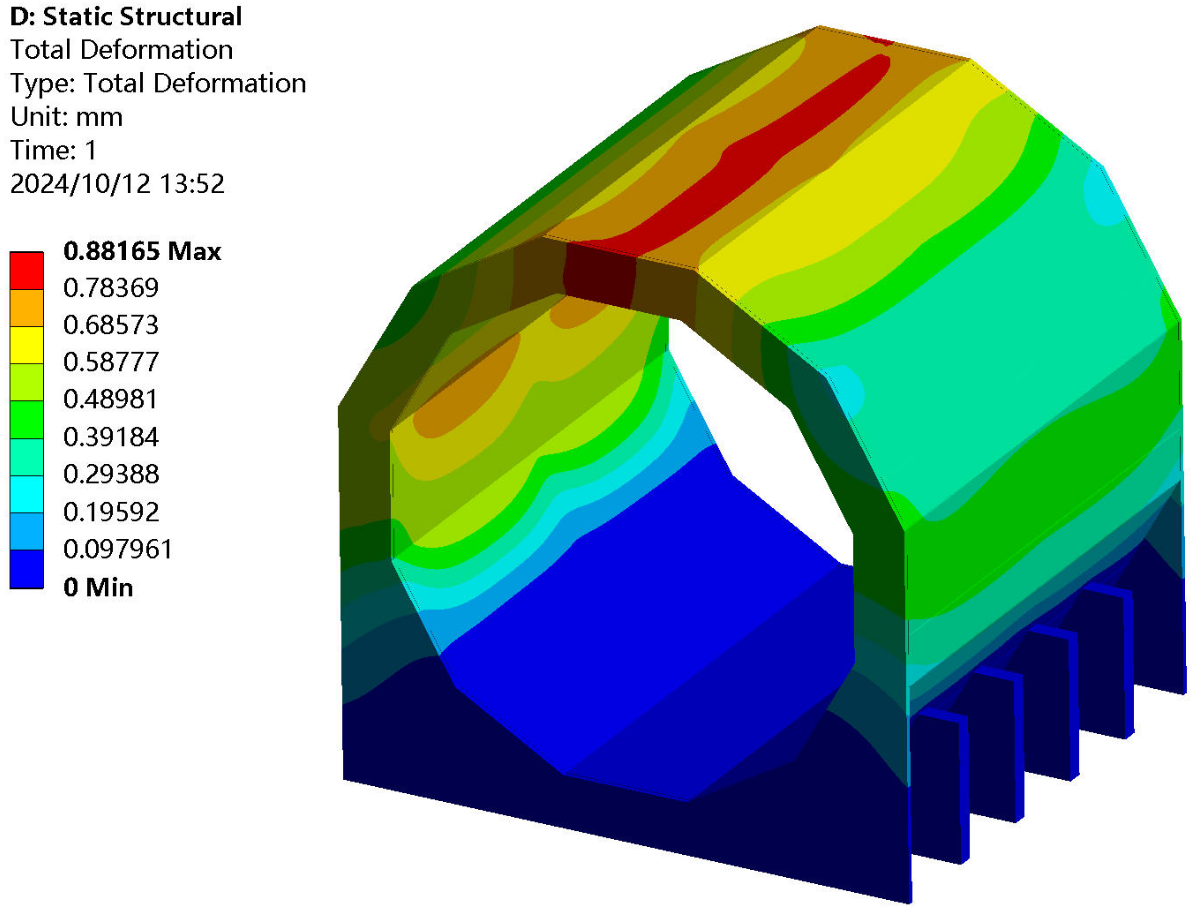 D: Static Structural
Total Deformation
Type: Total Deformation
Unit: mm
Time: 1
2024/10/12 13:52
0.88165 Max
0.78369
0.68573
0.58777
0.48981
0.39184
0.29388
0.19592
0.097961
0 Min